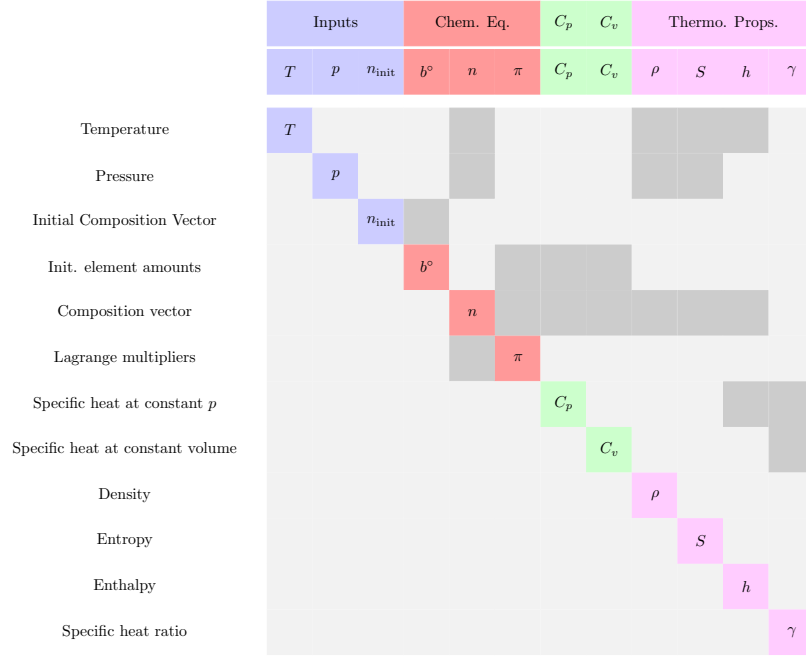 Inputs Chem. Eq. Cₚ Cᵥ Thermo. Props.
T p n_init b° n π Cₚ Cᵥ ρ S h γ
Temperature T
Pressure p
Initial Composition Vector n_init
Init. element amounts b°
Composition vector n
Lagrange multipliers π
Specific heat at constant p Cₚ
Specific heat at constant volume Cᵥ
Density ρ
Entropy S
Enthalpy h
Specific heat ratio γ